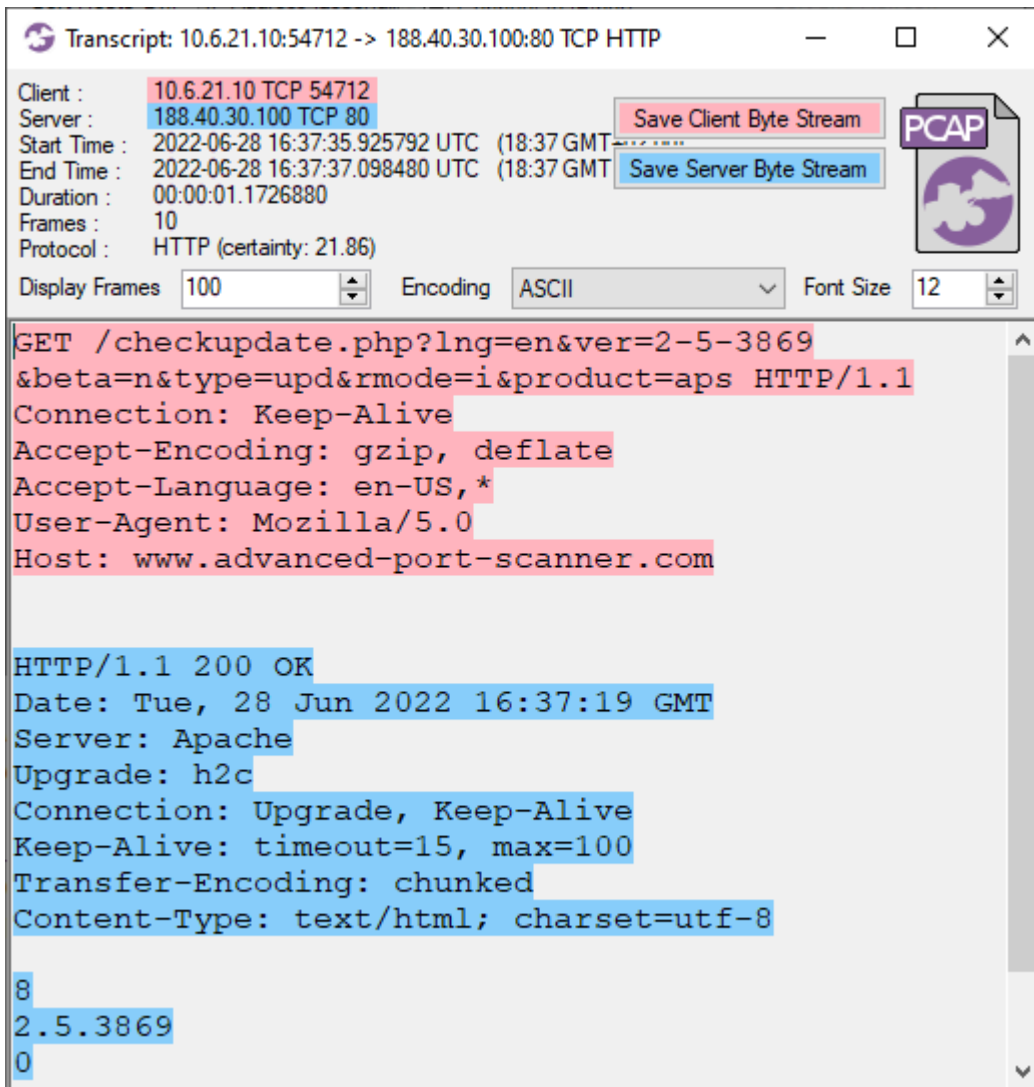 Transcript: 10.6.21.10:54712 -> 188.40.30.100:80 TCP HTTP
Client : 10.6.21.10 TCP 54712
Server : 188.40.30.100 TCP 80
Start Time : 2022-06-28 16:37:35.925792 UTC (18:37 GMT
End Time : 2022-06-28 16:37:37.098480 UTC (18:37 GMT
Duration : 00:00:01.1726880
Frames : 10
Protocol : HTTP (certainty: 21.86)
Save Client Byte Stream
Save Server Byte Stream
PCAP
Display Frames 100 Encoding ASCII Font Size 12
GET /checkupdate.php?lng=en&ver=2-5-3869
&beta=n&type=upd&rmode=i&product=aps HTTP/1.1
Connection: Keep-Alive
Accept-Encoding: gzip, deflate
Accept-Language: en-US,*
User-Agent: Mozilla/5.0
Host: www.advanced-port-scanner.com
HTTP/1.1 200 OK
Date: Tue, 28 Jun 2022 16:37:19 GMT
Server: Apache
Upgrade: h2c
Connection: Upgrade, Keep-Alive
Keep-Alive: timeout=15, max=100
Transfer-Encoding: chunked
Content-Type: text/html; charset=utf-8
8
2.5.3869
0